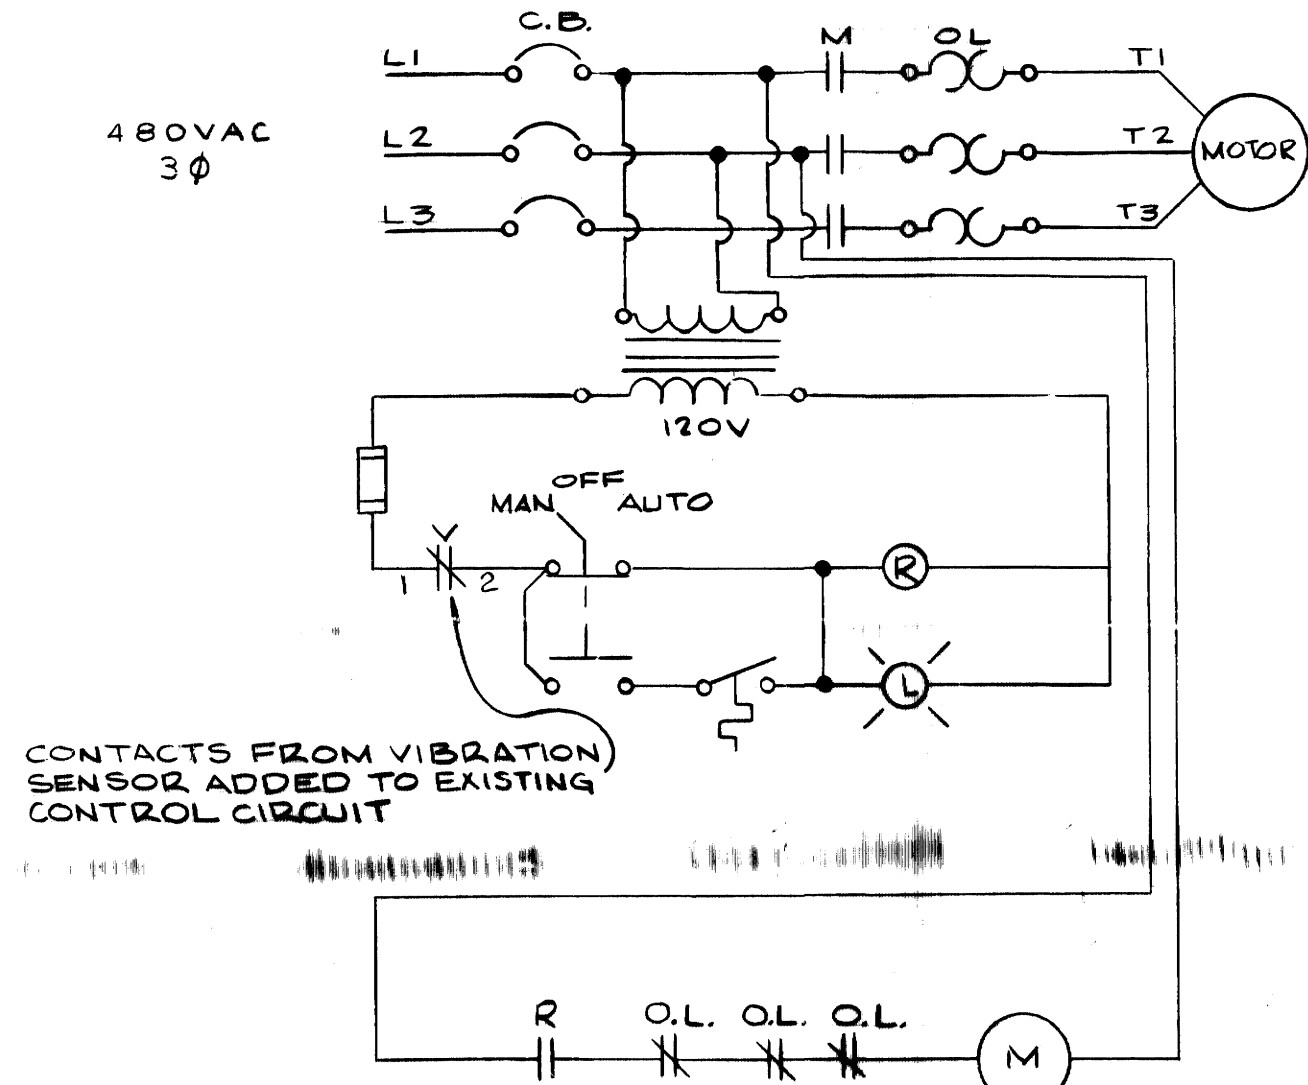 C.B.
L1
M
OL
T1
480VAC
3ϕ
L2
T2
MOTOR
L3
T3
120V
OFF
MAN
AUTO
V
1
2
R
L
CONTACTS FROM VIBRATION
SENSOR ADDED TO EXISTING
CONTROL CIRCUIT
R
O.L.
O.L.
O.L.
M